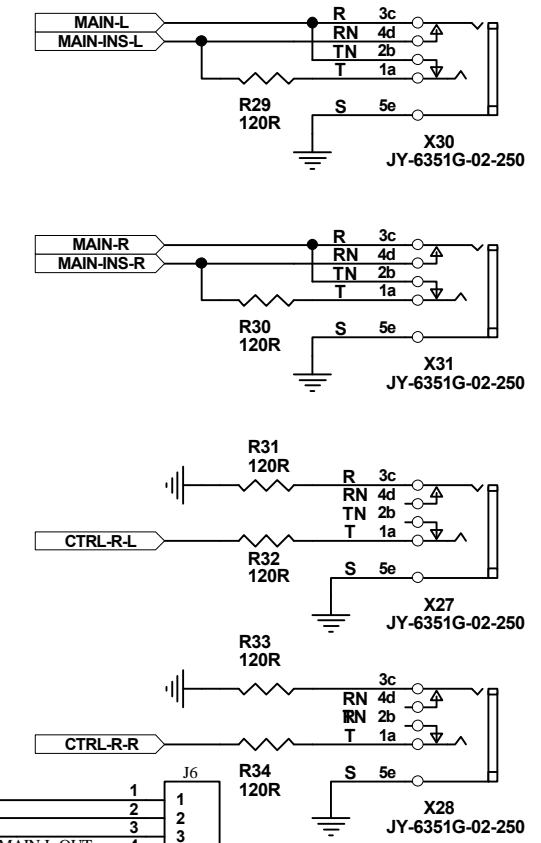 MAIN-L R 3c
MAIN-INS-L RN 4d
TN 2b
T 1a
R29
120R
S 5e
X30
JY-6351G-02-250
MAIN-R R 3c
MAIN-INS-R RN 4d
TN 2b
T 1a
R30
120R
S 5e
X31
JY-6351G-02-250
R31
120R
R 3c
RN 4d
TN 2b
CTRL-R-L T 1a
R32
120R
S 5e
X27
JY-6351G-02-250
R33
120R
3c
RN 4d
2b
CTRL-R-R T 1a
R34
120R
S 5e
X28
JY-6351G-02-250
J6
1 1
2 2
3 3
MAIN L OUT 4